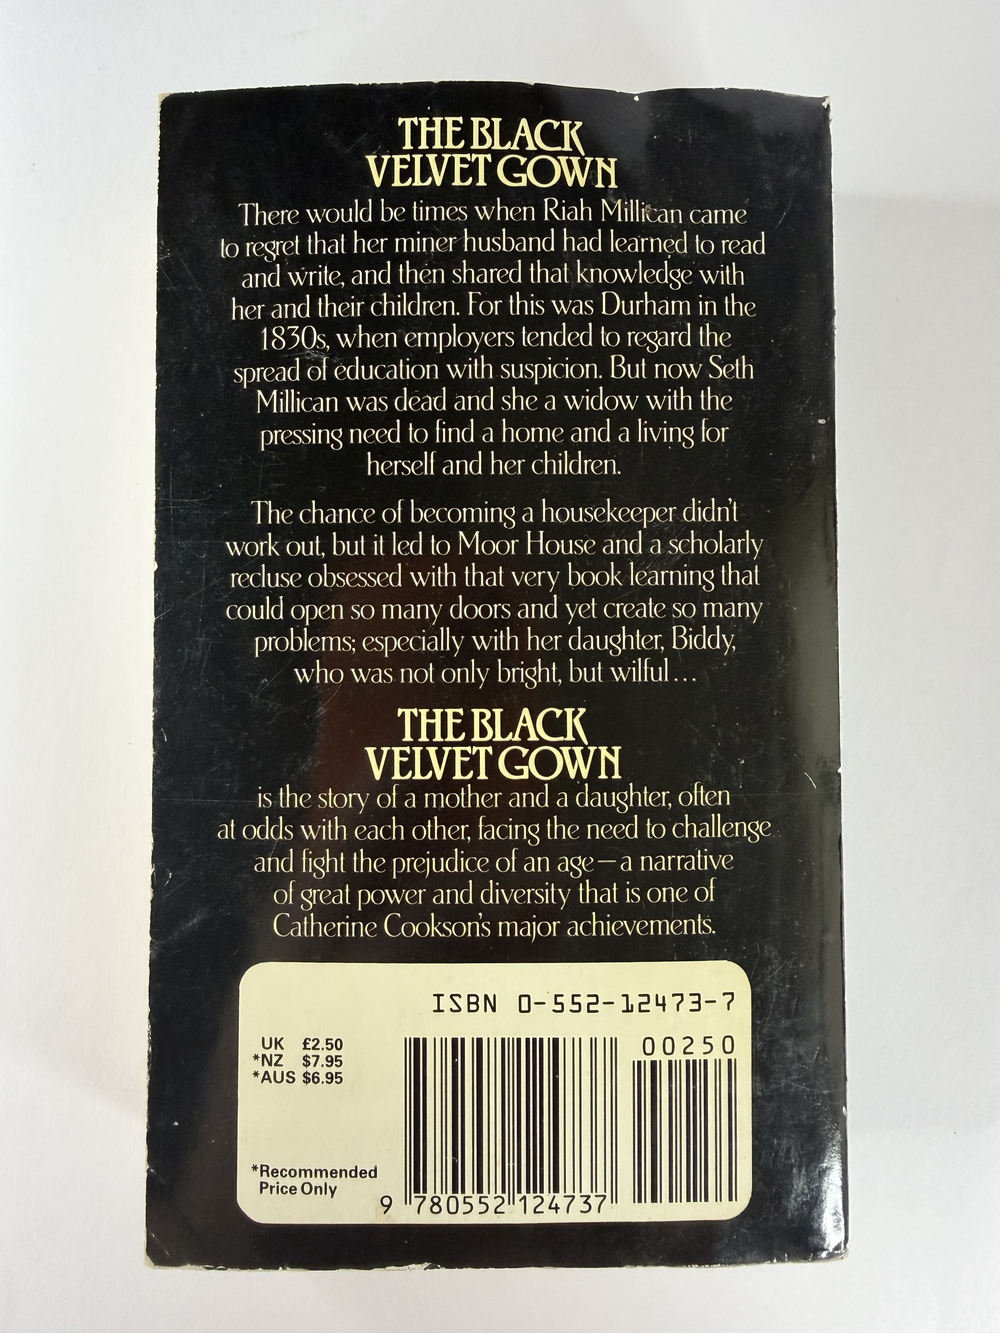 THE BLACK
VELVET GOWN
There would be times when Riah Millican came
to regret that her miner husband had learned to read
and write, and then shared that knowledge with
her and their children. For this was Durham in the
1830s, when employers tended to regard the
spread of education with suspicion. But now Seth
Millican was dead and she a widow with the
pressing need to find a home and a living for
herself and her children.
The chance of becoming a housekeeper didn't
work out, but it led to Moor House and a scholarly
recluse obsessed with that very book learning that
could open so many doors and yet create so many
problems; especially with her daughter, Biddy,
who was not only bright, but wilful...
THE BLACK
VELVET GOWN
is the story of a mother and a daughter, often
at odds with each other, facing the need to challenge
and fight the prejudice of an age—a narrative
of great power and diversity that is one of
Catherine Cookson's major achievements.
ISBN 0-552-12473-7
UK £2.50
*NZ $7.95
*AUS $6.95
00250
*Recommended
Price Only
9 780552 124737